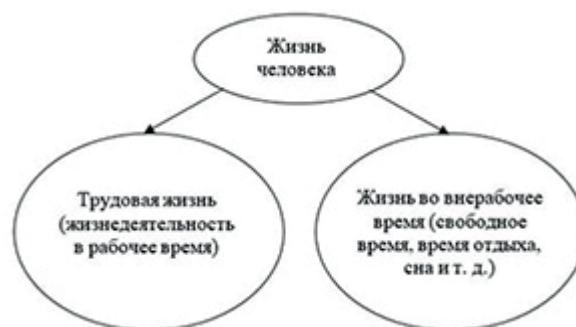 Жизнь
человека
Трудовая жизнь
(жизнедеятельность
в рабочее время)
Жизнь во внерабочее
время (свободное
время, время отдыха,
сна и т. д.)